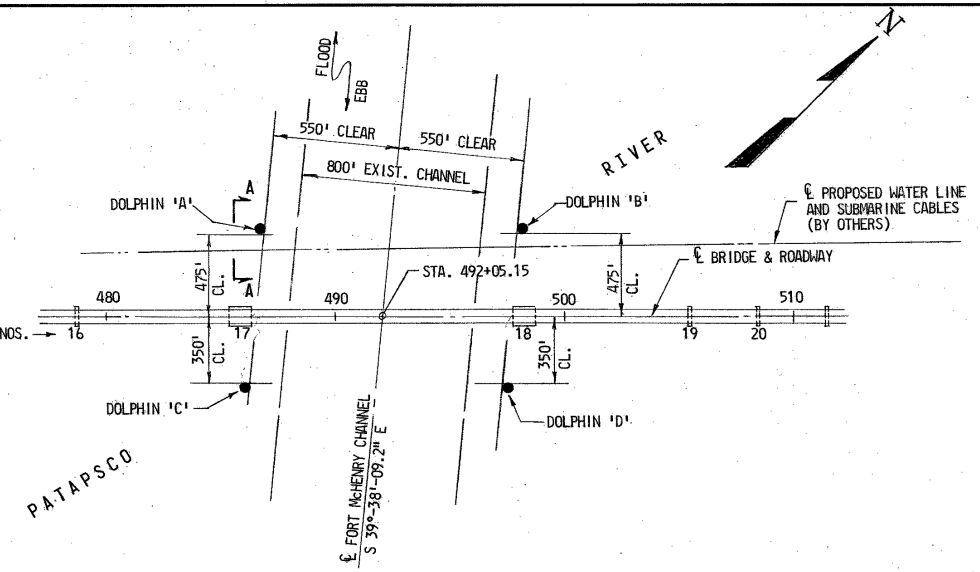 N
FLOOD
EBB
550' CLEAR
550' CLEAR
800' EXIST. CHANNEL
RIVER
DOLPHIN 'A'
A
DOLPHIN 'B'
℄ PROPOSED WATER LINE
AND SUBMARINE CABLES
(BY OTHERS)
475'
CL.
A
STA. 492+05.15
475'
CL.
℄ BRIDGE & ROADWAY
480
490
500
510
NOS.
16
17
18
19
20
350'
CL.
350'
CL.
DOLPHIN 'C'
DOLPHIN 'D'
℄ FORT McHENRY CHANNEL
S 39°-38'-09.2" E
PATAPSCO